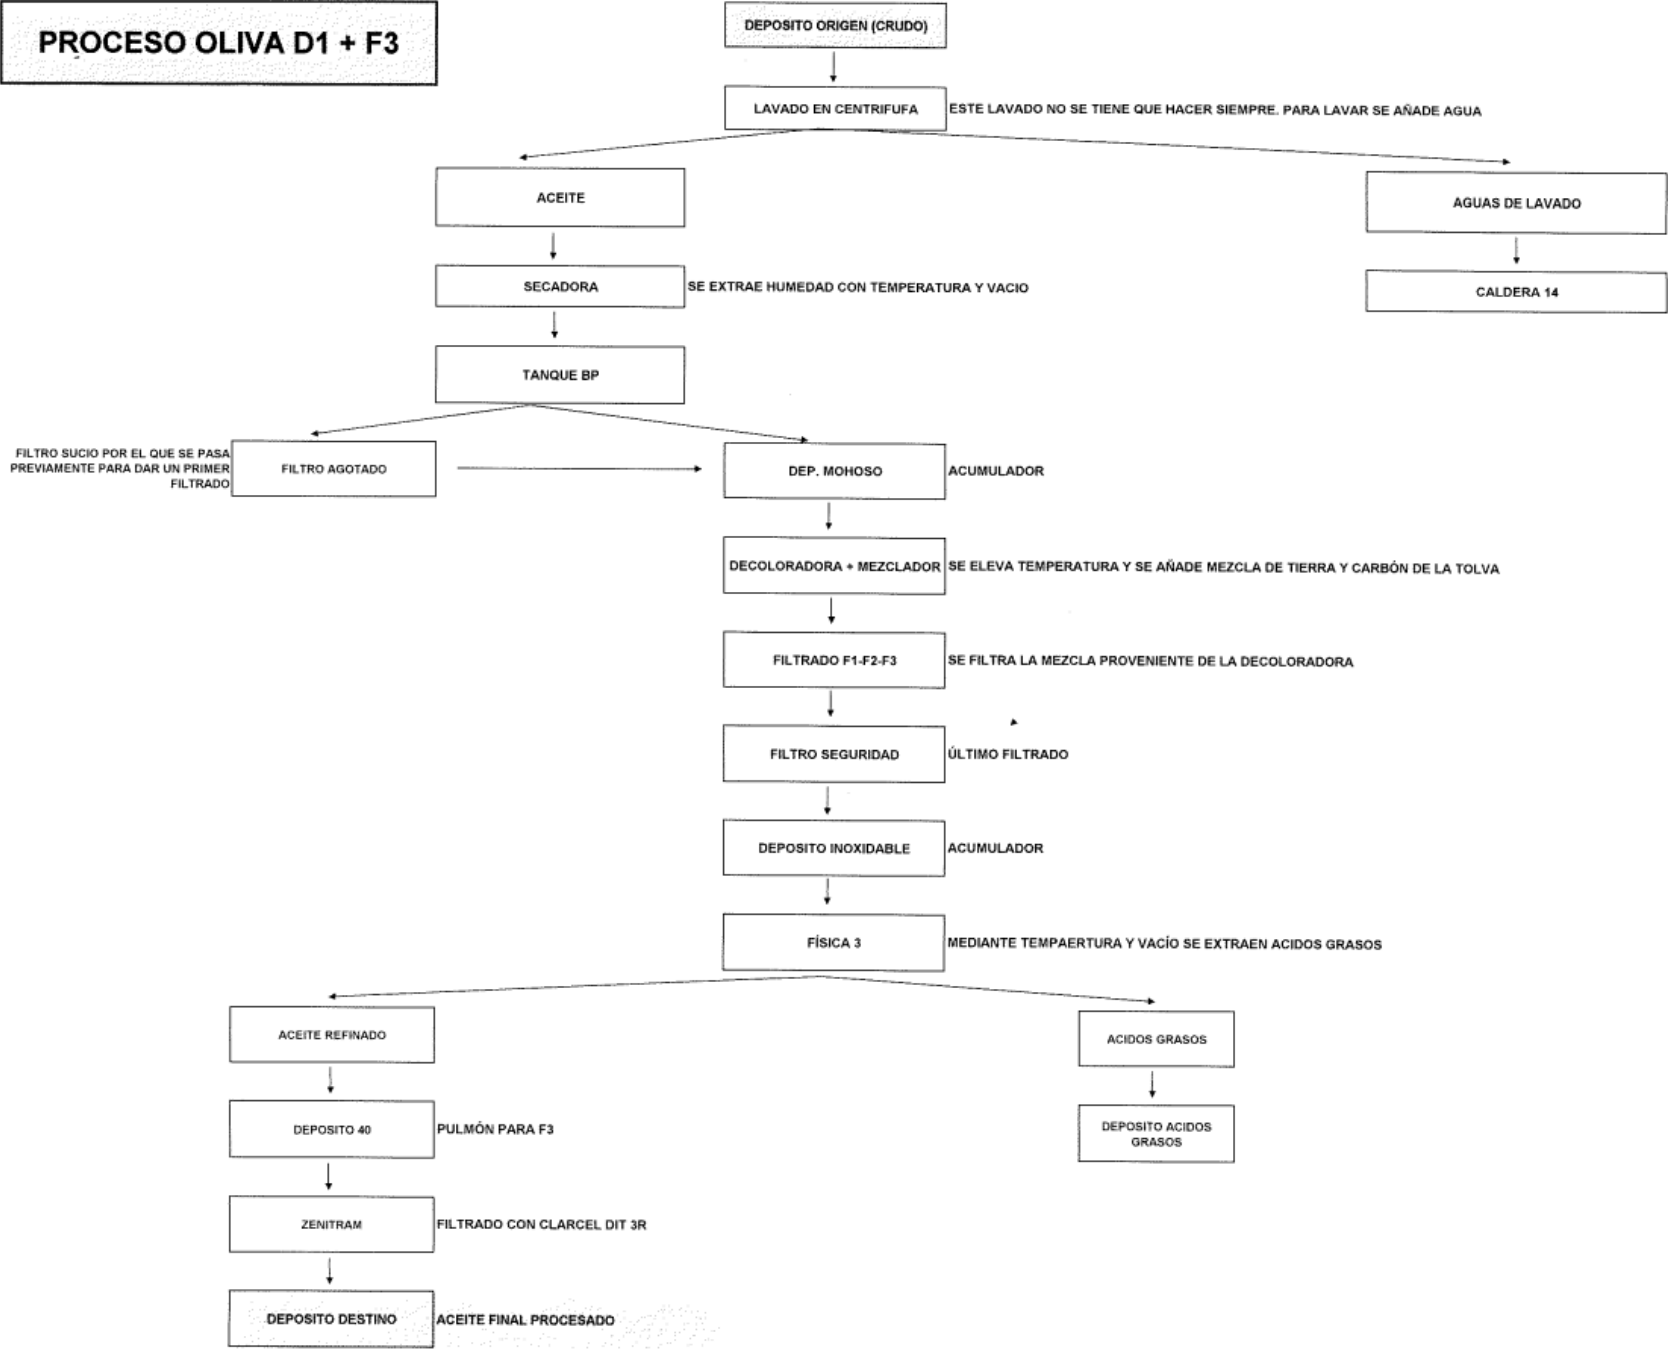 PROCESO OLIVA D1 + F3
DEPOSITO ORIGEN (CRUDO)
LAVADO EN CENTRIFUFA
ESTE LAVADO NO SE TIENE QUE HACER SIEMPRE. PARA LAVAR SE AÑADE AGUA
ACEITE
AGUAS DE LAVADO
SECADORA
SE EXTRAE HUMEDAD CON TEMPERATURA Y VACIO
CALDERA 14
TANQUE BP
FILTRO SUCIO POR EL QUE SE PASA
PREVIAMENTE PARA DAR UN PRIMER
FILTRADO
FILTRO AGOTADO
DEP. MOHOSO
ACUMULADOR
DECOLORADORA + MEZCLADOR
SE ELEVA TEMPERATURA Y SE AÑADE MEZCLA DE TIERRA Y CARBÓN DE LA TOLVA
FILTRADO F1-F2-F3
SE FILTRA LA MEZCLA PROVENIENTE DE LA DECOLORADORA
FILTRO SEGURIDAD
ÚLTIMO FILTRADO
DEPOSITO INOXIDABLE
ACUMULADOR
FÍSICA 3
MEDIANTE TEMPAERTURA Y VACÍO SE EXTRAEN ACIDOS GRASOS
ACEITE REFINADO
ACIDOS GRASOS
DEPOSITO 40
PULMÓN PARA F3
DEPOSITO ACIDOS
GRASOS
ZENITRAM
FILTRADO CON CLARCEL DIT 3R
DEPOSITO DESTINO
ACEITE FINAL PROCESADO